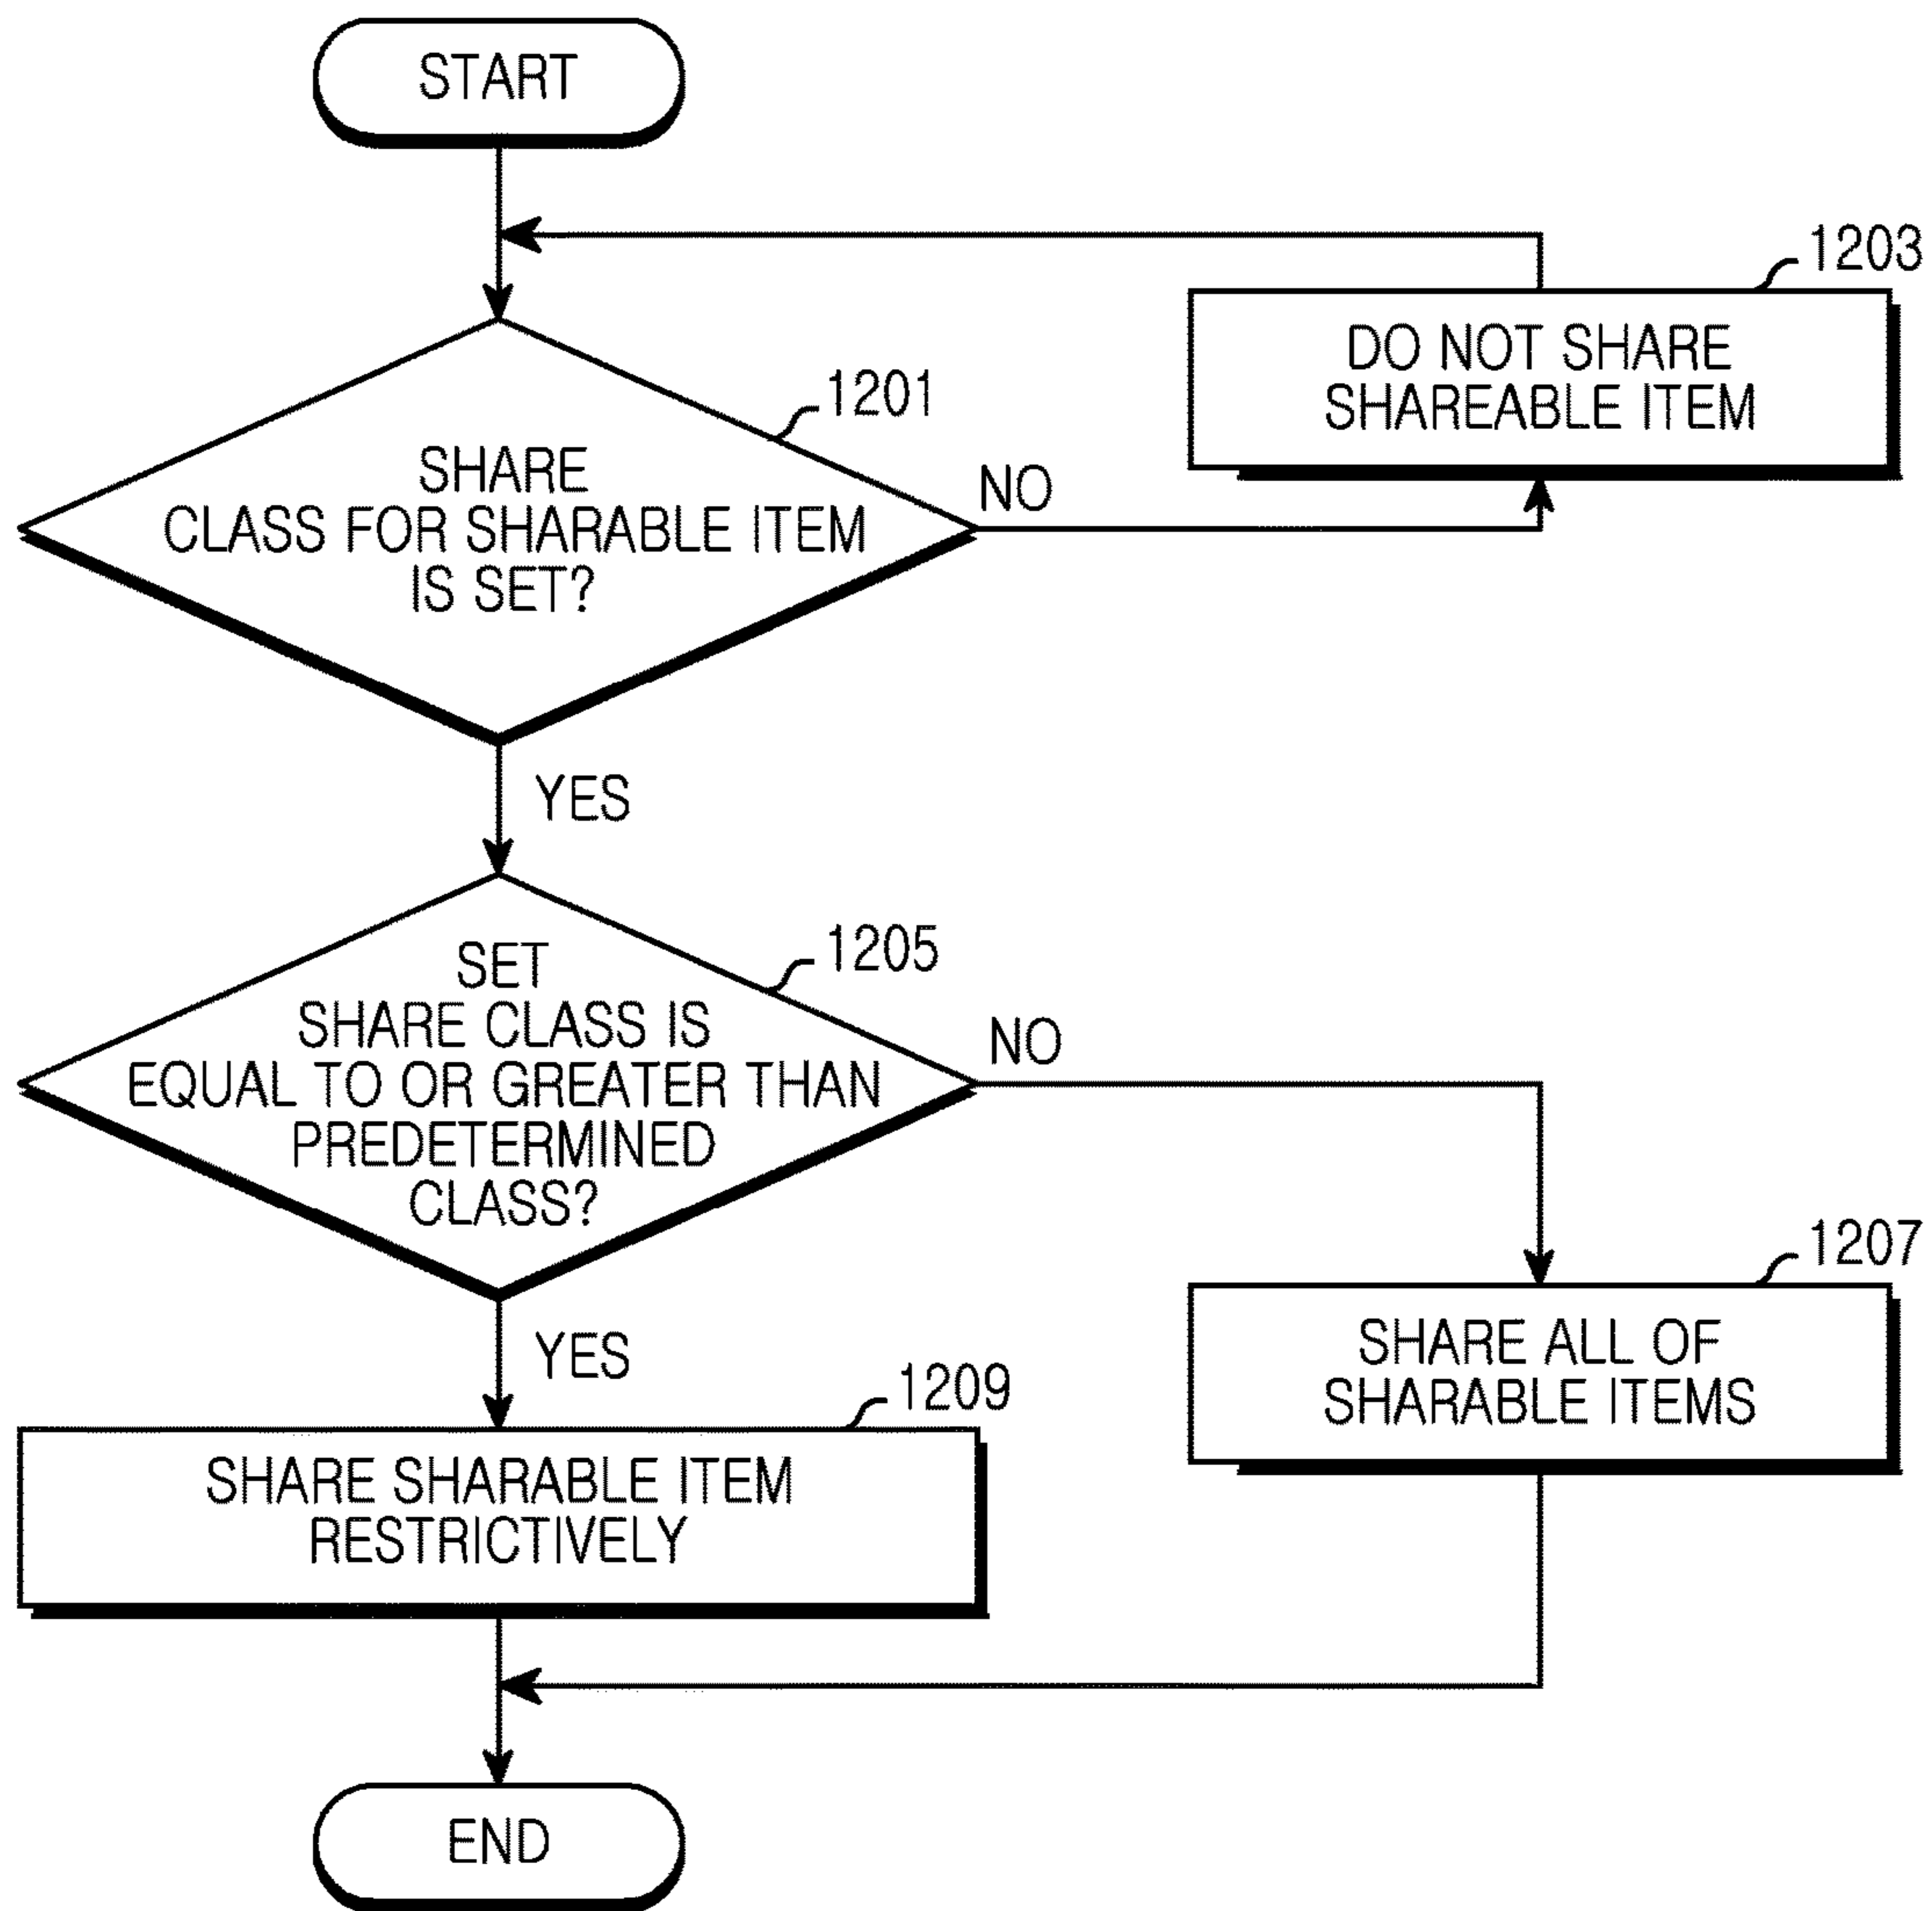 START
1203
DO NOT SHARE
SHAREABLE ITEM
1201
SHARE
CLASS FOR SHARABLE ITEM
IS SET?
NO
YES
1205
SET
SHARE CLASS IS
EQUAL TO OR GREATER THAN
PREDETERMINED
CLASS?
NO
1207
SHARE ALL OF
SHARABLE ITEMS
YES
1209
SHARE SHARABLE ITEM
RESTRICTIVELY
END